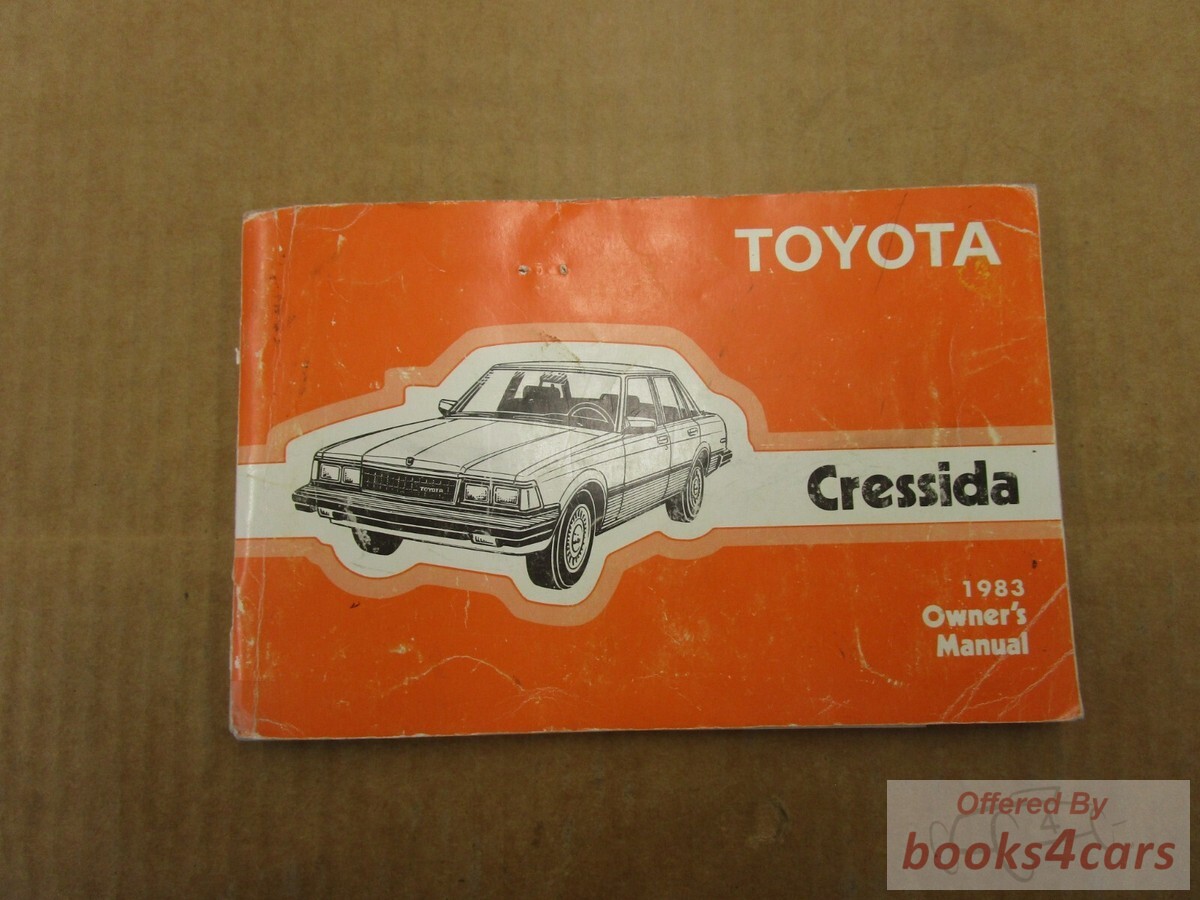 TOYOTA
TOYOTA
Cressida
1983
Owner's
Manual
Offered By
books4cars